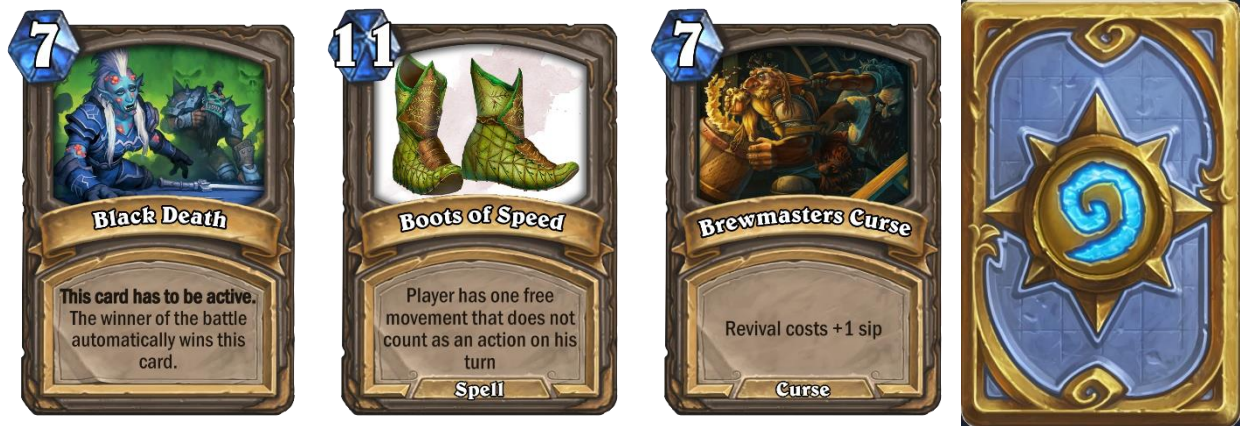 7
Black Death
This card has to be active.
The winner of the battle
automatically wins this
card.
11
Boots of Speed
Player has one free
movement that does not
count as an action on his
turn
Spell
7
Brewmasters Curse
Revival costs +1 sip
Curse